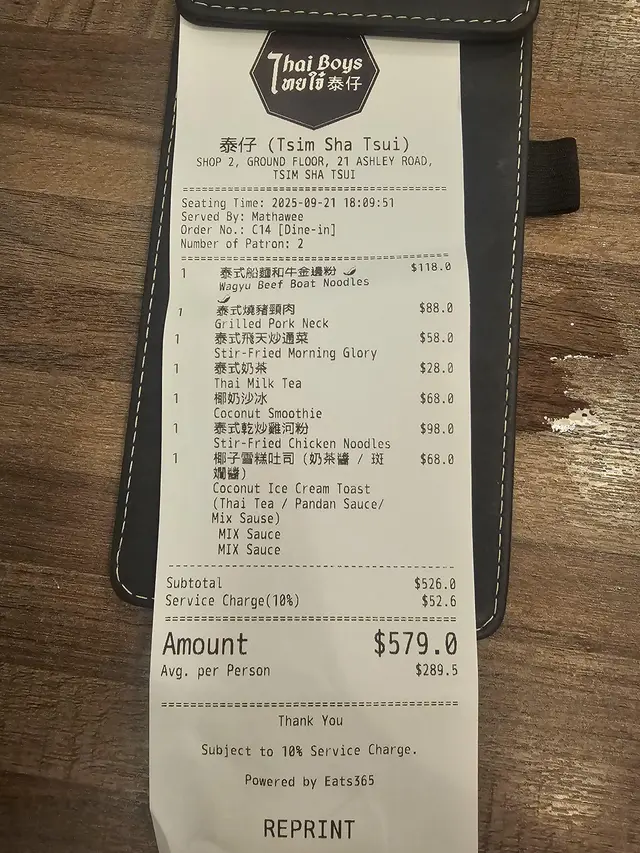 Thai Boys
ไทยใจ๋ 泰仔
泰仔 (Tsim Sha Tsui)
SHOP 2, GROUND FLOOR, 21 ASHLEY ROAD,
TSIM SHA TSUI
Seating Time: 2025-09-21 18:09:51
Served By: Mathawee
Order No.: C14 [Dine-in]
Number of Patron: 2
1 泰式船麵和牛金邊粉 $118.0
Wagyu Beef Boat Noodles
1 泰式燒豬頸肉 $88.0
Grilled Pork Neck
1 泰式飛天炒通菜 $58.0
Stir-Fried Morning Glory
1 泰式奶茶 $28.0
Thai Milk Tea
1 椰奶沙冰 $68.0
Coconut Smoothie
1 泰式乾炒雞河粉 $98.0
Stir-Fried Chicken Noodles
1 椰子雪糕吐司 (奶茶醬 / 斑 $68.0
斕醬)
Coconut Ice Cream Toast
(Thai Tea / Pandan Sauce/
Mix Sause)
MIX Sauce
MIX Sauce
Subtotal $526.0
Service Charge(10%) $52.6
Amount $579.0
Avg. per Person $289.5
Thank You
Subject to 10% Service Charge.
Powered by Eats365
REPRINT